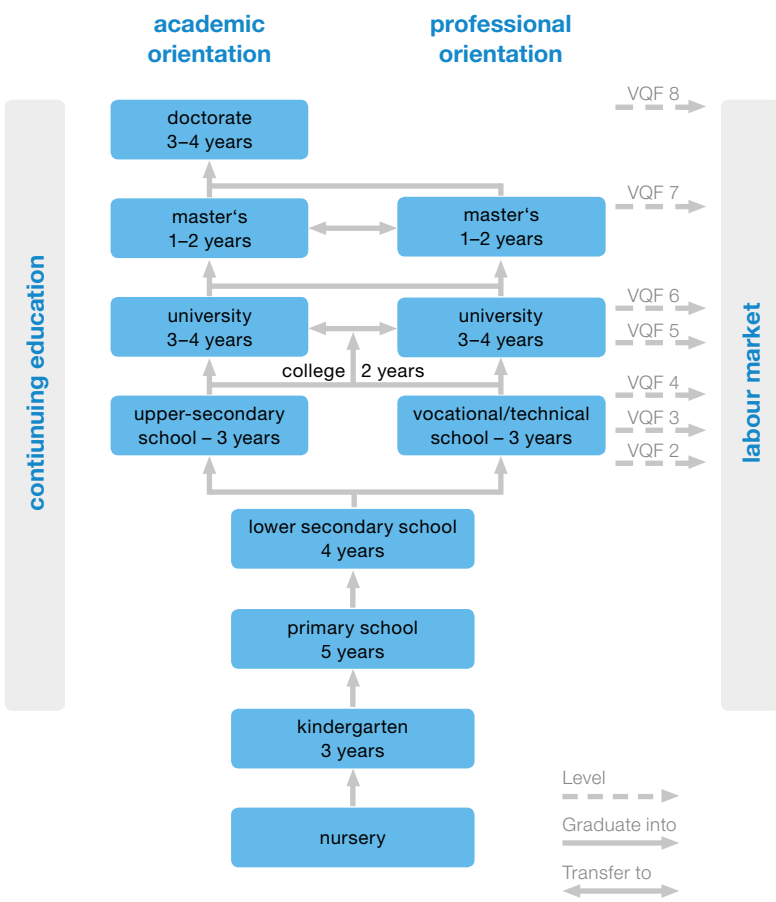 academic
orientation
professional
orientation
doctorate
3–4 years
VQF 8
master‘s
1–2 years
master‘s
1–2 years
VQF 7
university
3–4 years
university
3–4 years
VQF 6
VQF 5
college 2 years
upper-secondary
school – 3 years
vocational/technical
school – 3 years
VQF 4
VQF 3
VQF 2
contiunuing education
labour market
lower secondary school
4 years
primary school
5 years
kindergarten
3 years
nursery
Level
Graduate into
Transfer to